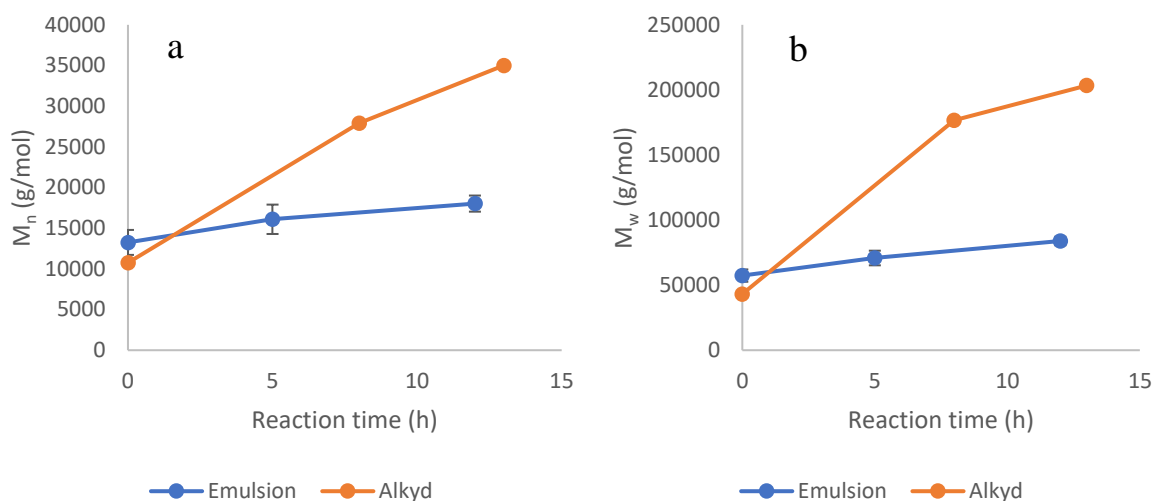 a
40000
35000
30000
25000
20000
15000
10000
5000
0
Mn (g/mol)
0 5 10 15
Reaction time (h)
Emulsion Alkyd
b
250000
200000
150000
100000
50000
0
Mw (g/mol)
0 5 10 15
Reaction time (h)
Emulsion Alkyd